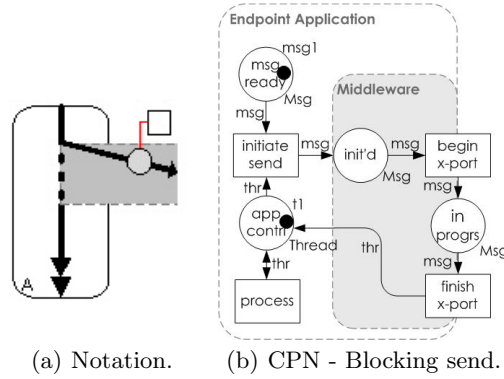 A
(a) Notation.
Endpoint Application
msg1
msg
ready
Msg
msg
Middleware
initiate
send
msg
init'd
Msg
msg
begin
x-port
msg
thr
t1
app
contrl
Thread
in
progrs
Msg
msg
thr
thr
process
finish
x-port
(b) CPN - Blocking send.